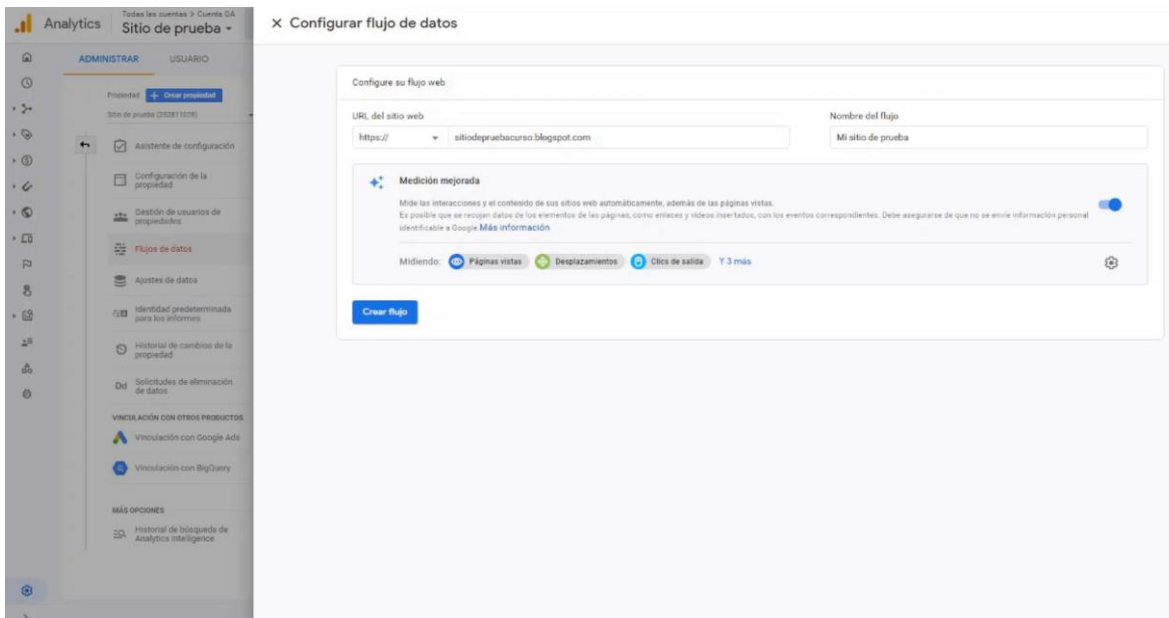 Analytics
Todas las cuentas > Cuenta GA
Sitio de prueba
ADMINISTRAR
USUARIO
Propiedad
+ Crear propiedad
Sitio de prueba
Asistente de configuración
Configuración de la
propiedad
Gestión de usuarios de
propiedades
Flujos de datos
Ajustes de datos
Identidad predeterminada
para los informes
Historial de cambios de la
propiedad
Dd
Solicitudes de eliminación
de datos
VINCULACIÓN CON OTROS PRODUCTOS
Vinculación con Google Ads
Vinculación con BigQuery
MÁS OPCIONES
Historial de búsqueda de
Analytics Intelligence
× Configurar flujo de datos
Configure su flujo web
URL del sitio web
Nombre del flujo
https://
sitiodepruebacurso.blogspot.com
Mi sitio de prueba
Medición mejorada
Mide las interacciones y el contenido de sus sitios web automáticamente, además de las páginas vistas.
Es posible que se recojan datos de los elementos de las páginas, como enlaces y vídeos insertados, con los eventos correspondientes. Debe asegurarse de que no se envíe información personal
identificable a Google. Más información
Midiendo:
Páginas vistas
Desplazamientos
Clics de salida
Y 3 más
Crear flujo